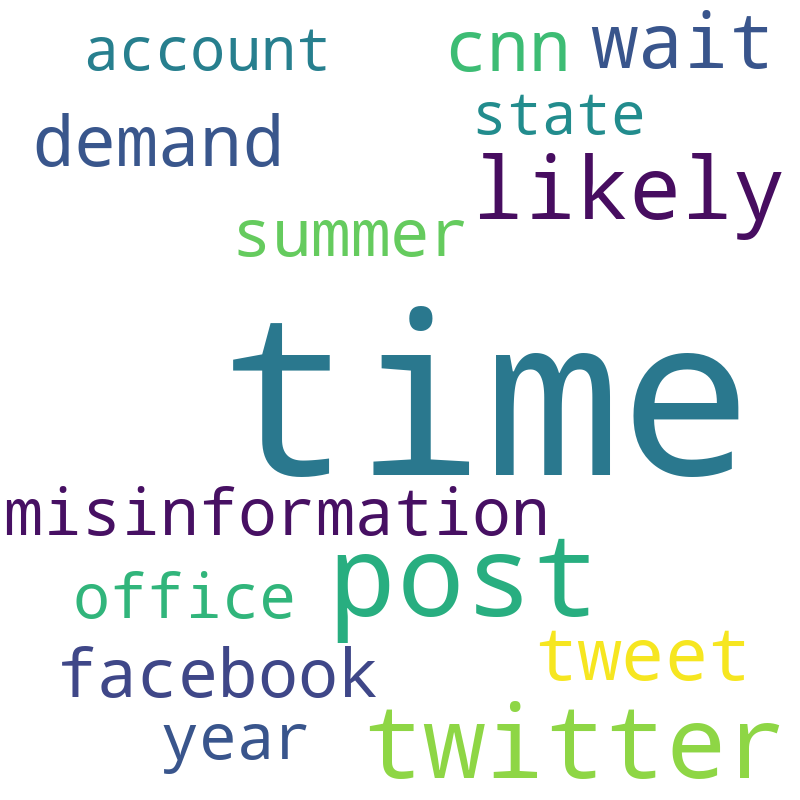 account cnn wait
demand state
likely
summer
time
misinformation
post
office
tweet
facebook
year twitter